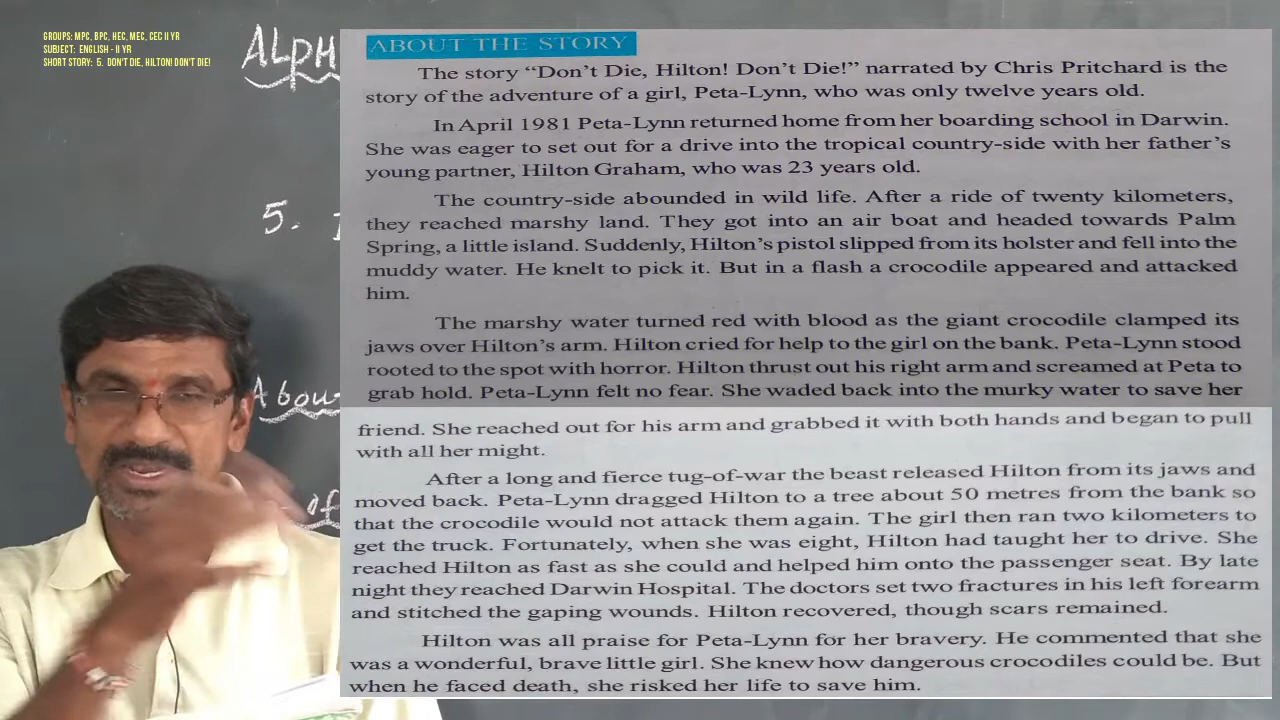 GROUPS: MPC, BPC, HEC, MEC, CEC II YR
SUBJECT: ENGLISH - II YR
SHORT STORY: 5. DON'T DIE, HILTON! DON'T DIE!
ALPH
5.
About
of
ABOUT THE STORY
The story “Don’t Die, Hilton! Don’t Die!” narrated by Chris Pritchard is the
story of the adventure of a girl, Peta-Lynn, who was only twelve years old.
In April 1981 Peta-Lynn returned home from her boarding school in Darwin.
She was eager to set out for a drive into the tropical country-side with her father’s
young partner, Hilton Graham, who was 23 years old.
The country-side abounded in wild life. After a ride of twenty kilometers,
they reached marshy land. They got into an air boat and headed towards Palm
Spring, a little island. Suddenly, Hilton’s pistol slipped from its holster and fell into the
muddy water. He knelt to pick it. But in a flash a crocodile appeared and attacked
him.
The marshy water turned red with blood as the giant crocodile clamped its
jaws over Hilton’s arm. Hilton cried for help to the girl on the bank. Peta-Lynn stood
rooted to the spot with horror. Hilton thrust out his right arm and screamed at Peta to
grab hold. Peta-Lynn felt no fear. She waded back into the murky water to save her
friend. She reached out for his arm and grabbed it with both hands and began to pull
with all her might.
After a long and fierce tug-of-war the beast released Hilton from its jaws and
moved back. Peta-Lynn dragged Hilton to a tree about 50 metres from the bank so
that the crocodile would not attack them again. The girl then ran two kilometers to
get the truck. Fortunately, when she was eight, Hilton had taught her to drive. She
reached Hilton as fast as she could and helped him onto the passenger seat. By late
night they reached Darwin Hospital. The doctors set two fractures in his left forearm
and stitched the gaping wounds. Hilton recovered, though scars remained.
Hilton was all praise for Peta-Lynn for her bravery. He commented that she
was a wonderful, brave little girl. She knew how dangerous crocodiles could be. But
when he faced death, she risked her life to save him.